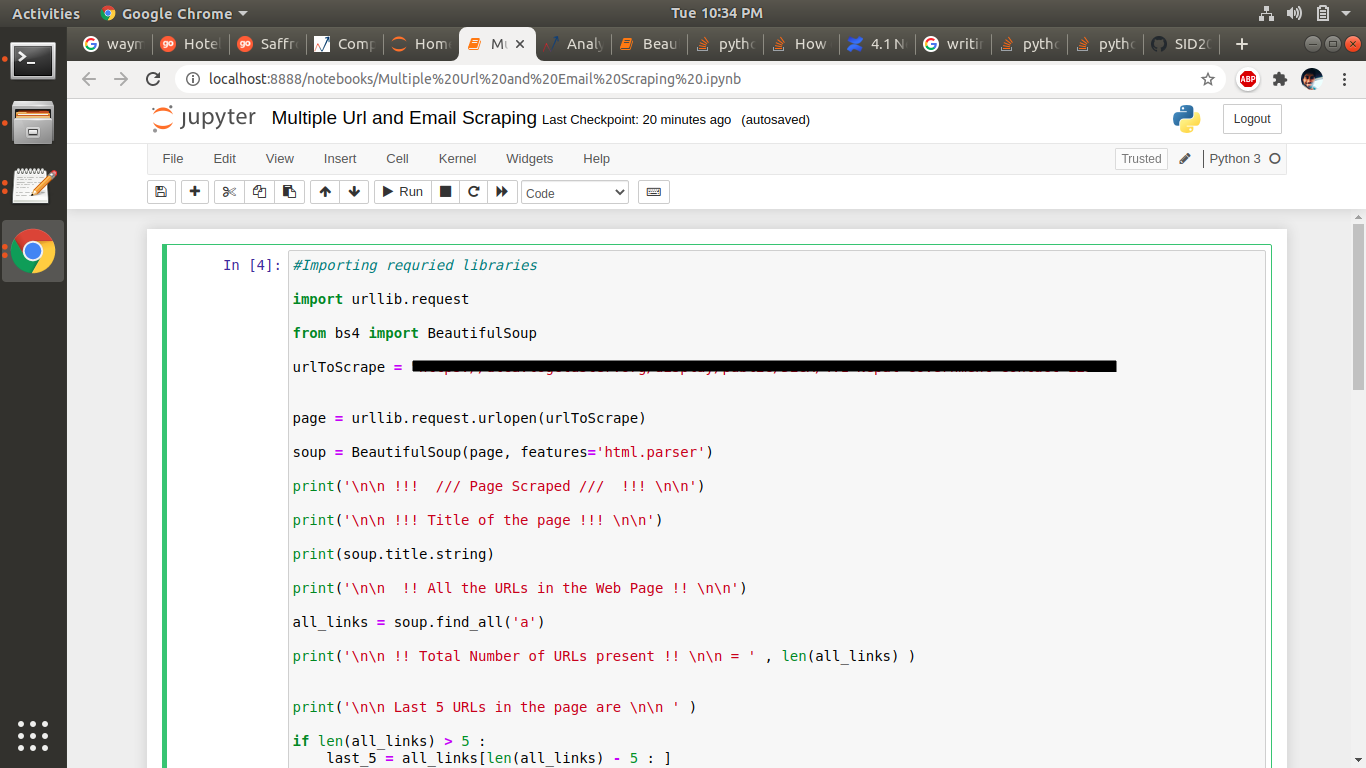 Activities Google Chrome Tue 10:34 PM
waym Hote Saffr Comp Hom Mu Analy Beau pytho How 4.1 N writin pytho pytho SID20
localhost:8888/notebooks/Multiple%20Url%20and%20Email%20Scraping%20.ipynb ABP
jupyter Multiple Url and Email Scraping Last Checkpoint: 20 minutes ago (autosaved) Logout
File Edit View Insert Cell Kernel Widgets Help Trusted Python 3
Run Code
In [4]: #Importing requried libraries
import urllib.request
from bs4 import BeautifulSoup
urlToScrape =
page = urllib.request.urlopen(urlToScrape)
soup = BeautifulSoup(page, features='html.parser')
print('\n\n !!!  /// Page Scraped ///  !!! \n\n')
print('\n\n !!! Title of the page !!! \n\n')
print(soup.title.string)
print('\n\n  !! All the URLs in the Web Page !! \n\n')
all_links = soup.find_all('a')
print('\n\n !! Total Number of URLs present !! \n\n = ' , len(all_links) )
print('\n\n Last 5 URLs in the page are \n\n ' )
if len(all_links) > 5 :
    last_5 = all_links[len(all_links) - 5 : ]